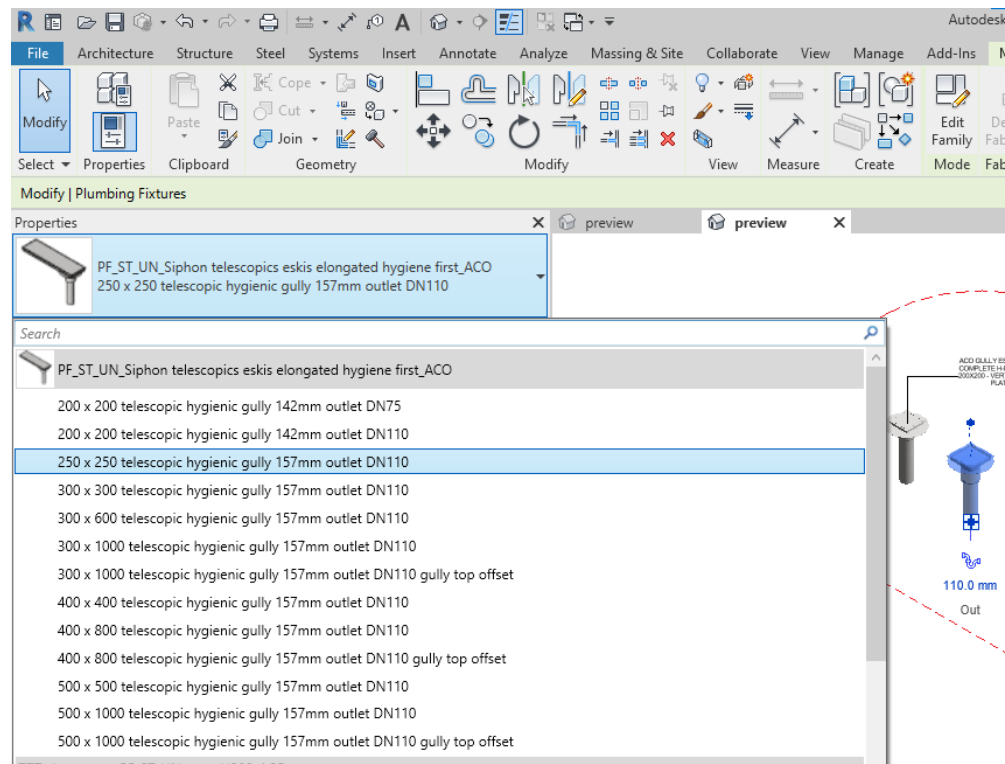 Autodesk
File Architecture Structure Steel Systems Insert Annotate Analyze Massing & Site Collaborate View Manage Add-Ins M
Modify
Paste
Cope
Cut
Join
Edit Family
Select Properties Clipboard Geometry Modify View Measure Create Mode Fab
Modify | Plumbing Fixtures
Properties
preview
preview
PF_ST_UN_Siphon telescopics eskis elongated hygiene first_ACO
250 x 250 telescopic hygienic gully 157mm outlet DN110
Search
PF_ST_UN_Siphon telescopics eskis elongated hygiene first_ACO
200 x 200 telescopic hygienic gully 142mm outlet DN75
200 x 200 telescopic hygienic gully 142mm outlet DN110
250 x 250 telescopic hygienic gully 157mm outlet DN110
300 x 300 telescopic hygienic gully 157mm outlet DN110
300 x 600 telescopic hygienic gully 157mm outlet DN110
300 x 1000 telescopic hygienic gully 157mm outlet DN110
300 x 1000 telescopic hygienic gully 157mm outlet DN110 gully top offset
400 x 400 telescopic hygienic gully 157mm outlet DN110
400 x 800 telescopic hygienic gully 157mm outlet DN110
400 x 800 telescopic hygienic gully 157mm outlet DN110 gully top offset
500 x 500 telescopic hygienic gully 157mm outlet DN110
500 x 1000 telescopic hygienic gully 157mm outlet DN110
500 x 1000 telescopic hygienic gully 157mm outlet DN110 gully top offset
ACO GULLY ES
COMPLETE H-
200X200 - VER
PLAT
110.0 mm
Out